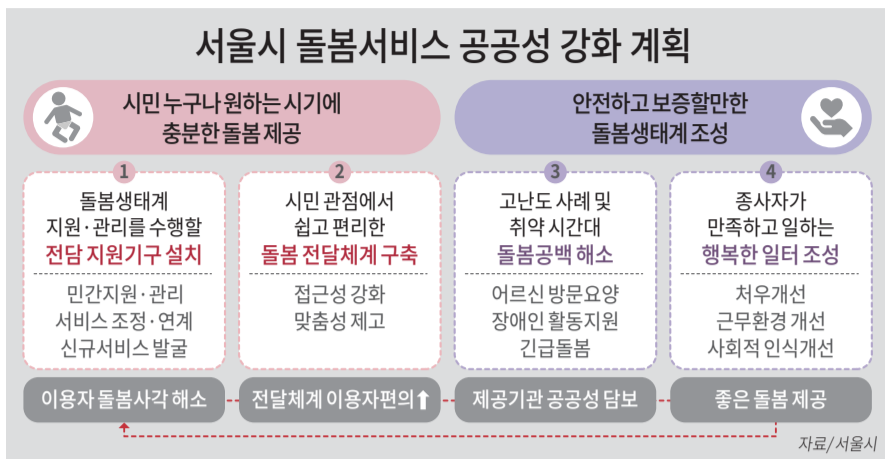 서울시 돌봄서비스 공공성 강화 계획
시민 누구나 원하는 시기에
충분한 돌봄 제공
안전하고 보증할만한
돌봄생태계 조성
1
돌봄생태계
지원·관리를 수행할
전담 지원기구 설치
민간지원·관리
서비스 조정·연계
신규서비스 발굴
2
시민 관점에서
쉽고 편리한
돌봄 전달체계 구축
접근성 강화
맞춤성 제고
3
고난도 사례 및
취약 시간대
돌봄공백 해소
어르신 방문요양
장애인 활동지원
긴급돌봄
4
종사자가
만족하고 일하는
행복한 일터 조성
처우개선
근무환경 개선
사회적 인식개선
이용자 돌봄사각 해소
전달체계 이용자편의⬆
제공기관 공공성 담보
좋은 돌봄 제공
자료/서울시